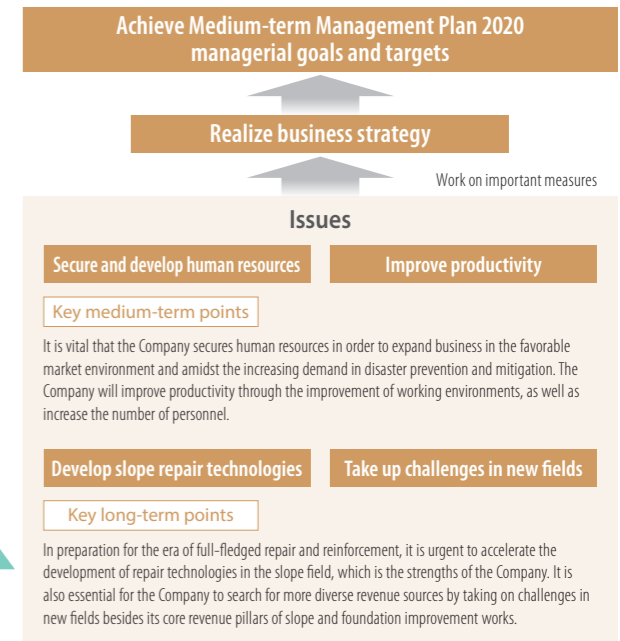 Achieve Medium-term Management Plan 2020
managerial goals and targets
Realize business strategy
Work on important measures
Issues
Secure and develop human resources
Improve productivity
Key medium-term points
It is vital that the Company secures human resources in order to expand business in the favorable
market environment and amidst the increasing demand in disaster prevention and mitigation. The
Company will improve productivity through the improvement of working environments, as well as
increase the number of personnel.
Develop slope repair technologies
Take up challenges in new fields
Key long-term points
In preparation for the era of full-fledged repair and reinforcement, it is urgent to accelerate the
development of repair technologies in the slope field, which is the strengths of the Company. It is
also essential for the Company to search for more diverse revenue sources by taking on challenges in
new fields besides its core revenue pillars of slope and foundation improvement works.